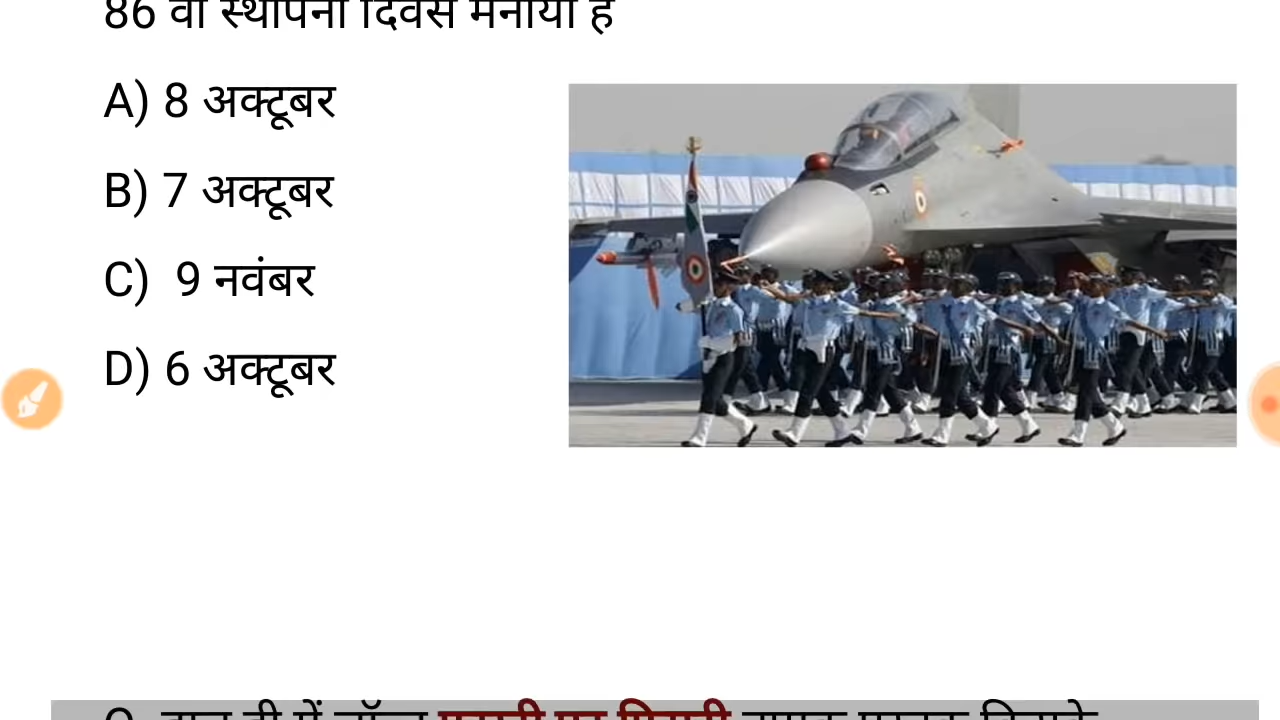 86 वां स्थापना दिवस मनाया है
A) 8 अक्टूबर
B) 7 अक्टूबर
C) 9 नवंबर
D) 6 अक्टूबर